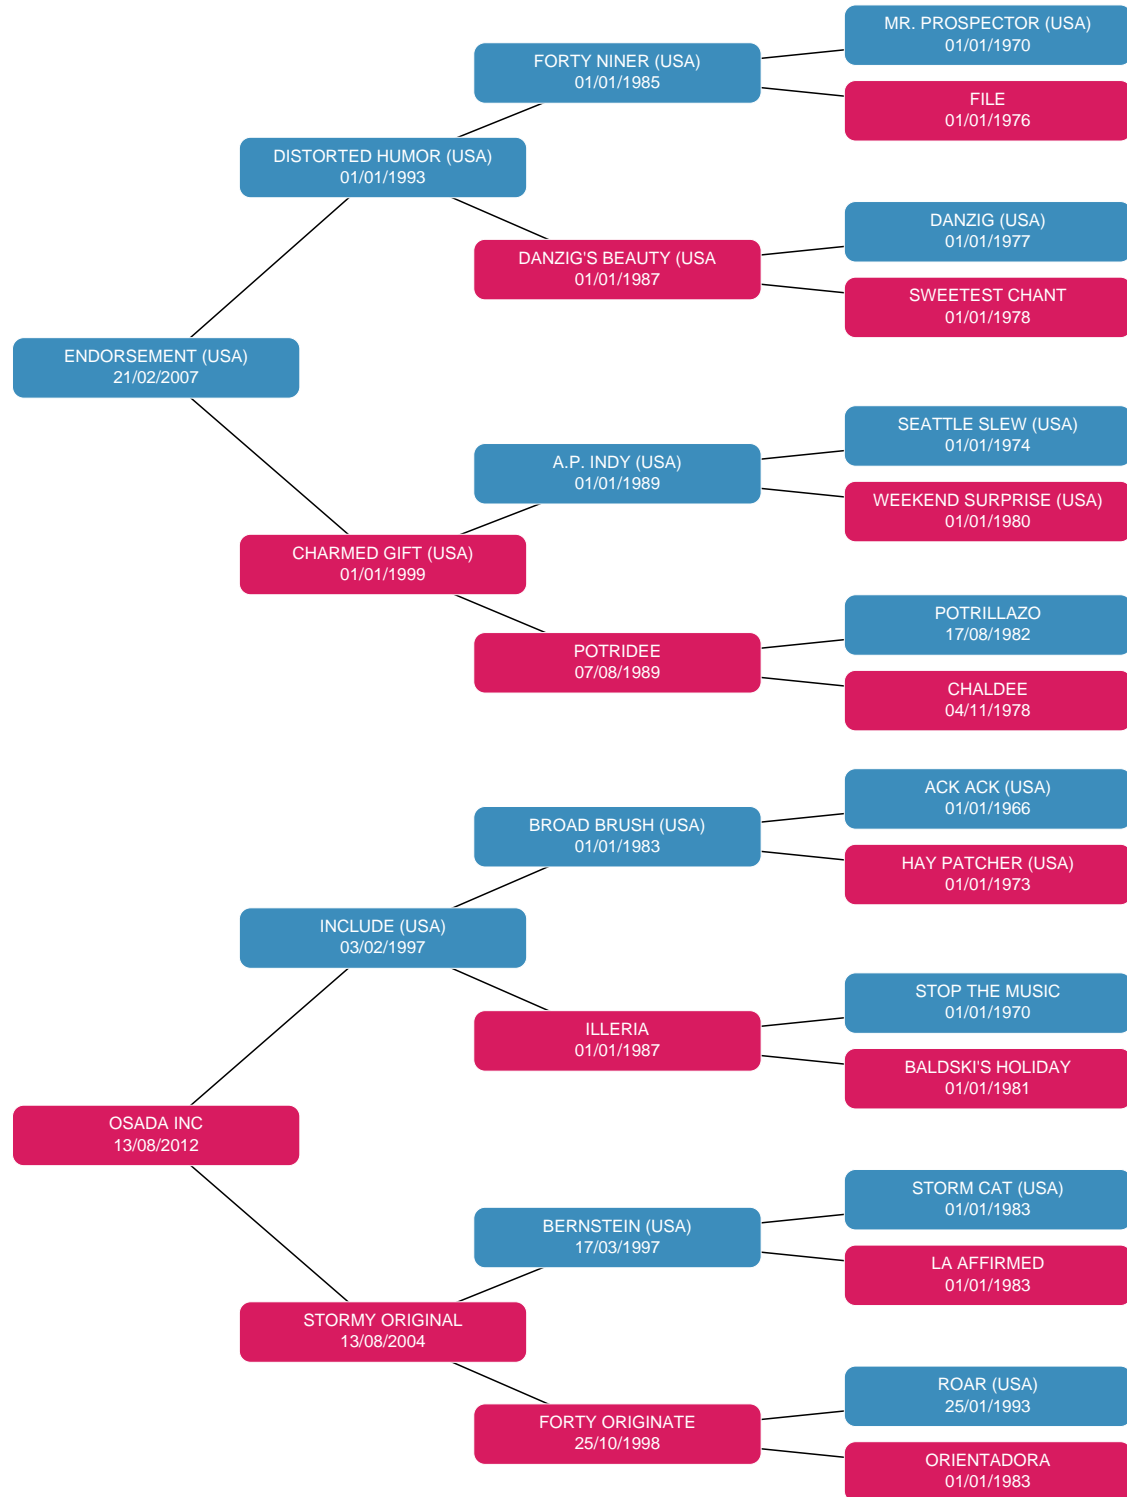 MR. PROSPECTOR (USA)
01/01/1970
FORTY NINER (USA)
01/01/1985
FILE
01/01/1976
DISTORTED HUMOR (USA)
01/01/1993
DANZIG (USA)
01/01/1977
DANZIG'S BEAUTY (USA
01/01/1987
SWEETEST CHANT
01/01/1978
ENDORSEMENT (USA)
21/02/2007
SEATTLE SLEW (USA)
01/01/1974
A.P. INDY (USA)
01/01/1989
WEEKEND SURPRISE (USA)
01/01/1980
CHARMED GIFT (USA)
01/01/1999
POTRILLAZO
17/08/1982
POTRIDEE
07/08/1989
CHALDEE
04/11/1978
ACK ACK (USA)
01/01/1966
BROAD BRUSH (USA)
01/01/1983
HAY PATCHER (USA)
01/01/1973
INCLUDE (USA)
03/02/1997
STOP THE MUSIC
01/01/1970
ILLERIA
01/01/1987
BALDSKI'S HOLIDAY
01/01/1981
OSADA INC
13/08/2012
STORM CAT (USA)
01/01/1983
BERNSTEIN (USA)
17/03/1997
LA AFFIRMED
01/01/1983
STORMY ORIGINAL
13/08/2004
ROAR (USA)
25/01/1993
FORTY ORIGINATE
25/10/1998
ORIENTADORA
01/01/1983